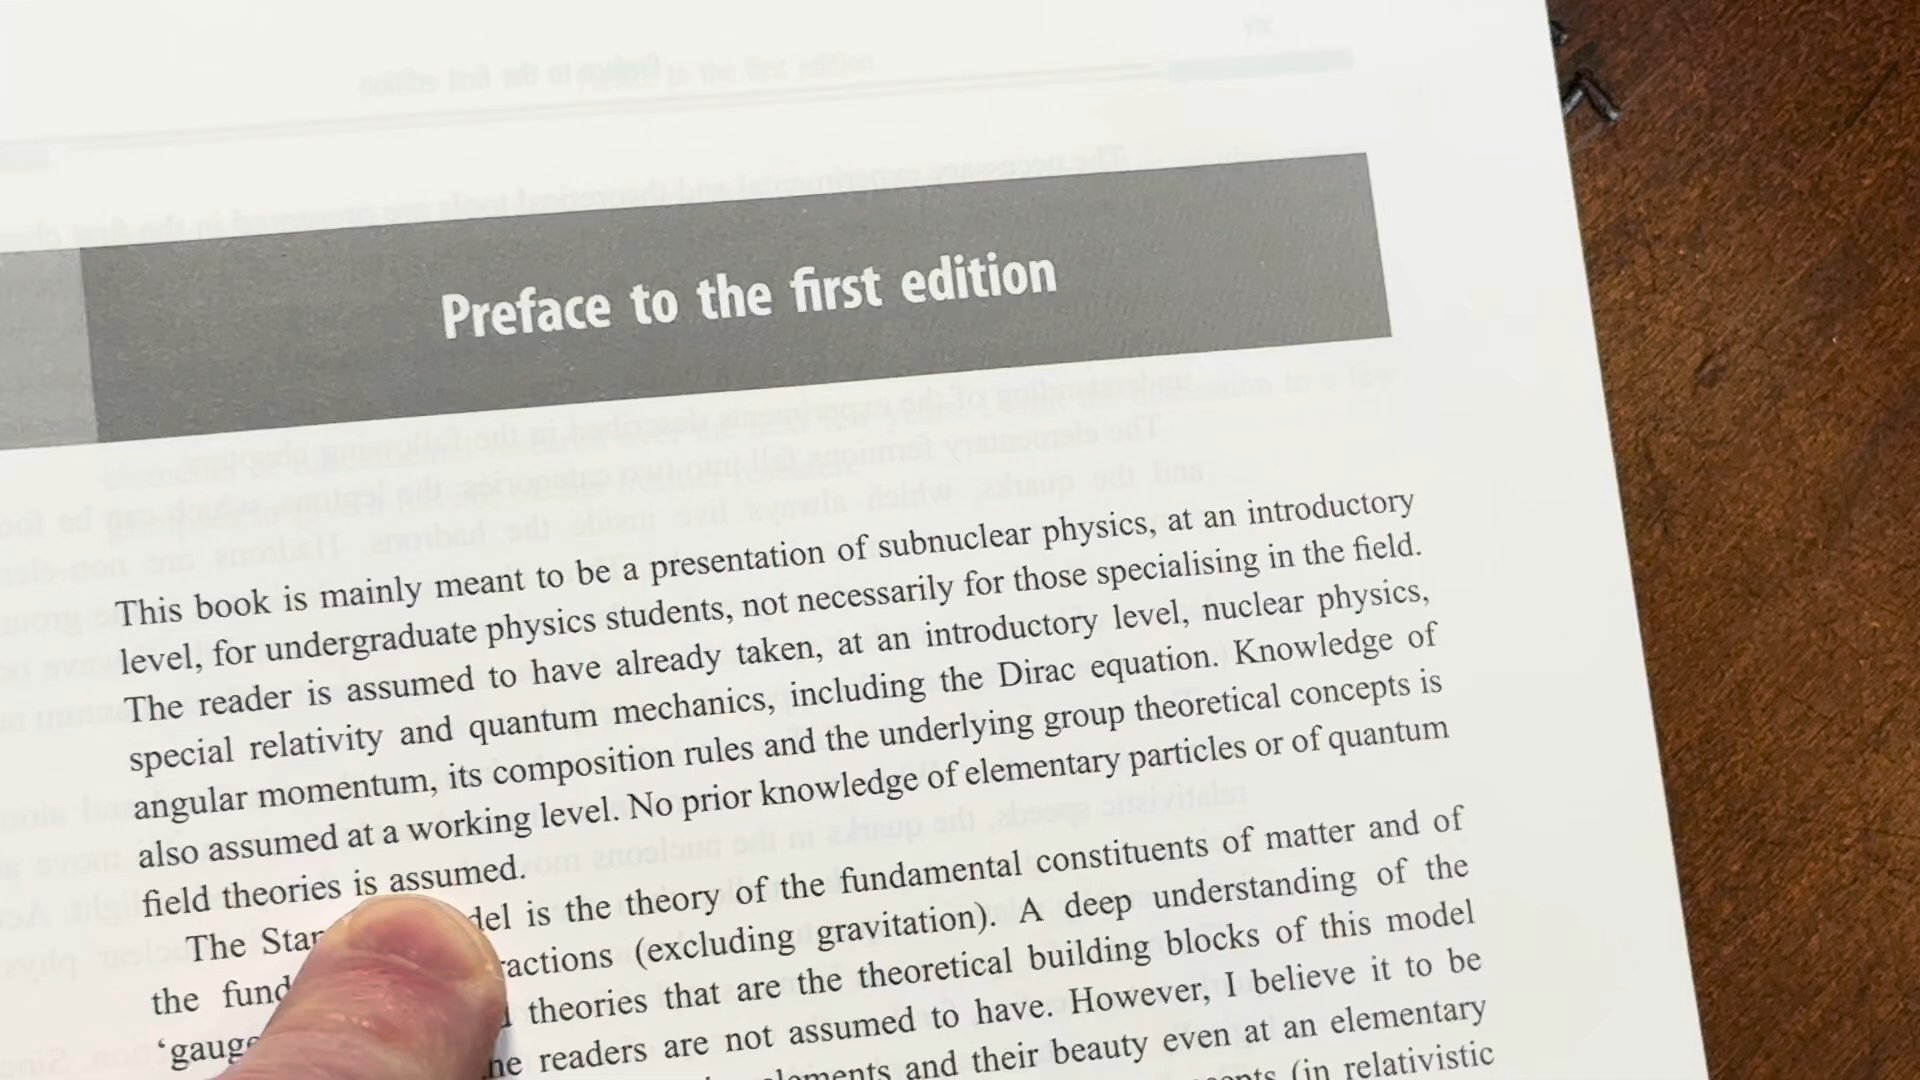 Preface to the first edition
This book is mainly meant to be a presentation of subnuclear physics, at an introductory
level, for undergraduate physics students, not necessarily for those specialising in the field.
The reader is assumed to have already taken, at an introductory level, nuclear physics,
special relativity and quantum mechanics, including the Dirac equation. Knowledge of
angular momentum, its composition rules and the underlying group theoretical concepts is
also assumed at a working level. No prior knowledge of elementary particles or of quantum
field theories is assumed.
The is the theory of the fundamental constituents of matter and of
the (excluding gravitation). A deep understanding of the
theories that are the theoretical building blocks of this model
readers are not assumed to have. However, I believe it to be
and their beauty even at an elementary
(in relativistic